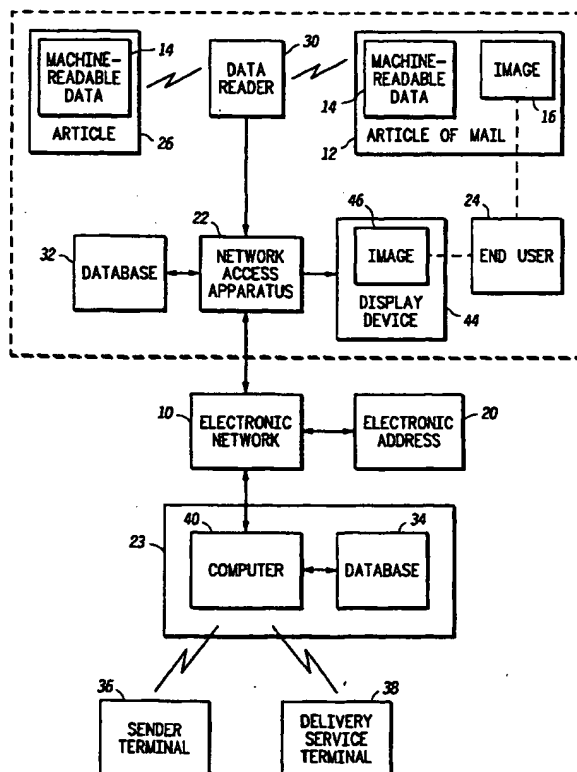 14
MACHINE-
READABLE
DATA
ARTICLE
26
30
DATA
READER
MACHINE-
READABLE
DATA
14
IMAGE
16
ARTICLE OF MAIL
12
32
DATABASE
22
NETWORK
ACCESS
APPARATUS
46
IMAGE
DISPLAY
DEVICE
44
24
END USER
10
ELECTRONIC
NETWORK
20
ELECTRONIC
ADDRESS
23
40
COMPUTER
34
DATABASE
36
SENDER
TERMINAL
38
DELIVERY
SERVICE
TERMINAL